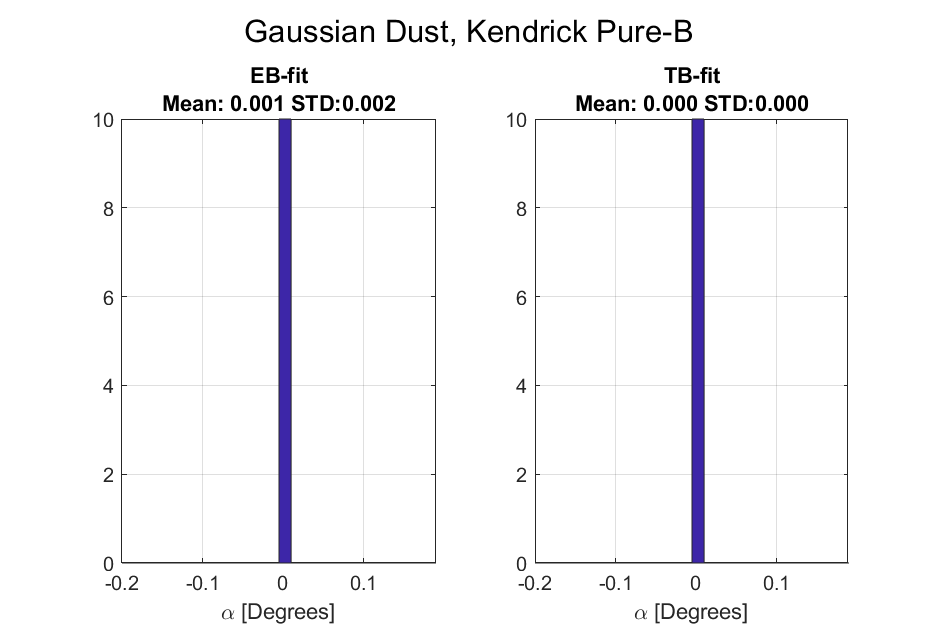 Gaussian Dust, Kendrick Pure-B
EB-fit
Mean: 0.001 STD:0.002
10
8
6
4
2
0
-0.2 -0.1 0 0.1
α [Degrees]
TB-fit
Mean: 0.000 STD:0.000
10
8
6
4
2
0
-0.2 -0.1 0 0.1
α [Degrees]